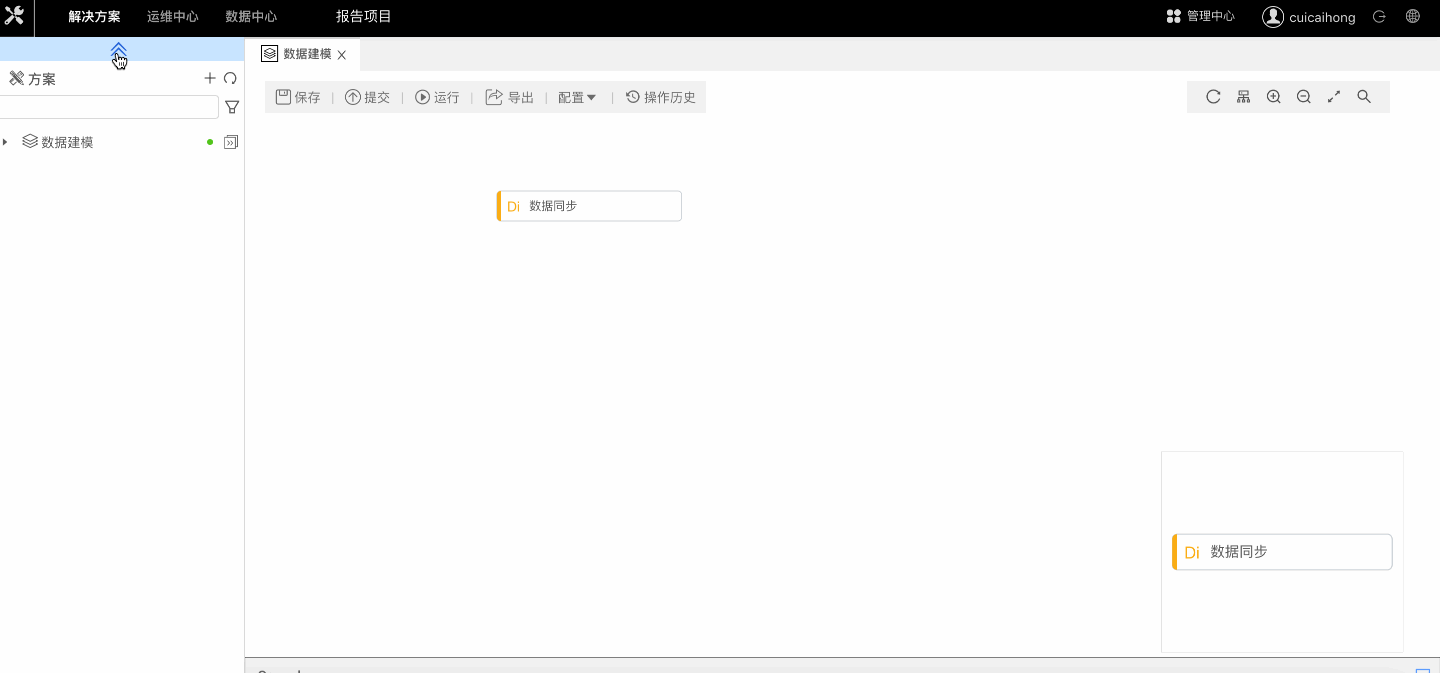 解决方案 运维中心 数据中心 报告项目 管理中心 cuicaihong
数据建模
方案
保存 提交 运行 导出 配置 操作历史
数据建模
Di 数据同步
Di 数据同步